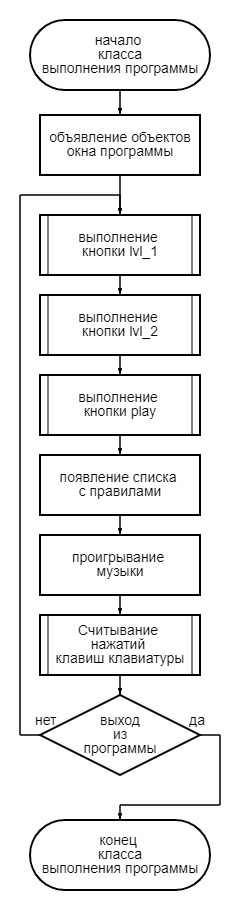 начало
класса
выполнения программы
объявление объектов
окна программы
выполнение
кнопки lvl_1
выполнение
кнопки lvl_2
выполнение
кнопки play
появление списка
с правилами
проигрывание
музыки
Считывание
нажатий
клавиш клавиатуры
нет
выход
из
программы
да
конец
класса
выполнения программы